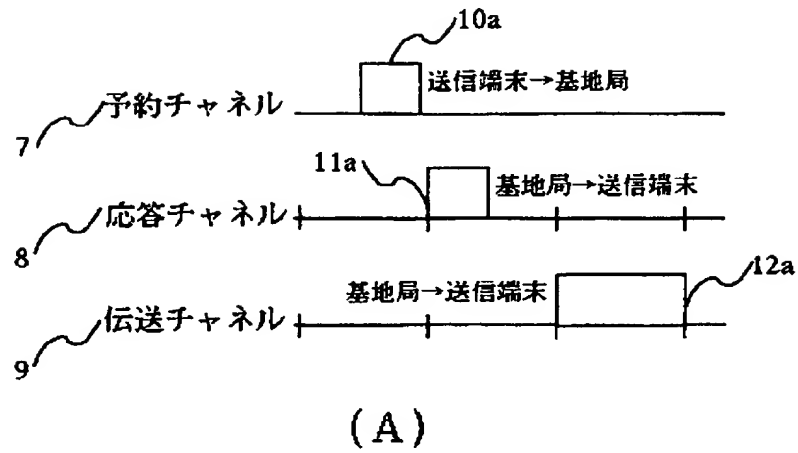 10a
送信端末→基地局
予約チャネル
7
11a
基地局→送信端末
応答チャネル
8
12a
基地局→送信端末
伝送チャネル
9
(A)